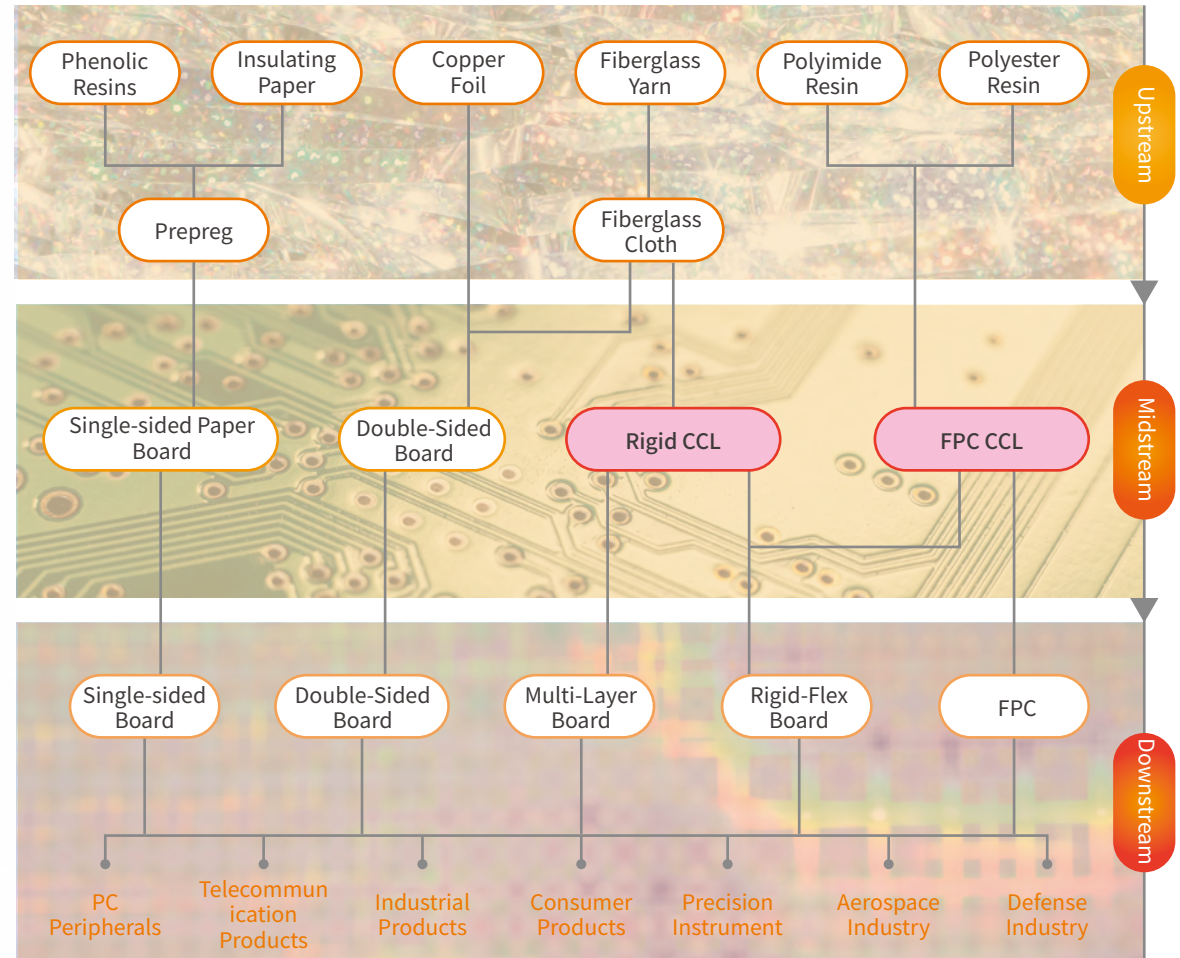 Phenolic
Resins
Insulating
Paper
Copper
Foil
Fiberglass
Yarn
Polyimide
Resin
Polyester
Resin
Upstream
Prepreg
Fiberglass
Cloth
Single-sided Paper
Board
Double-Sided
Board
Rigid CCL
FPC CCL
Midstream
Single-sided
Board
Double-Sided
Board
Multi-Layer
Board
Rigid-Flex
Board
FPC
Downstream
PC
Peripherals
Telecommun
ication
Products
Industrial
Products
Consumer
Products
Precision
Instrument
Aerospace
Industry
Defense
Industry